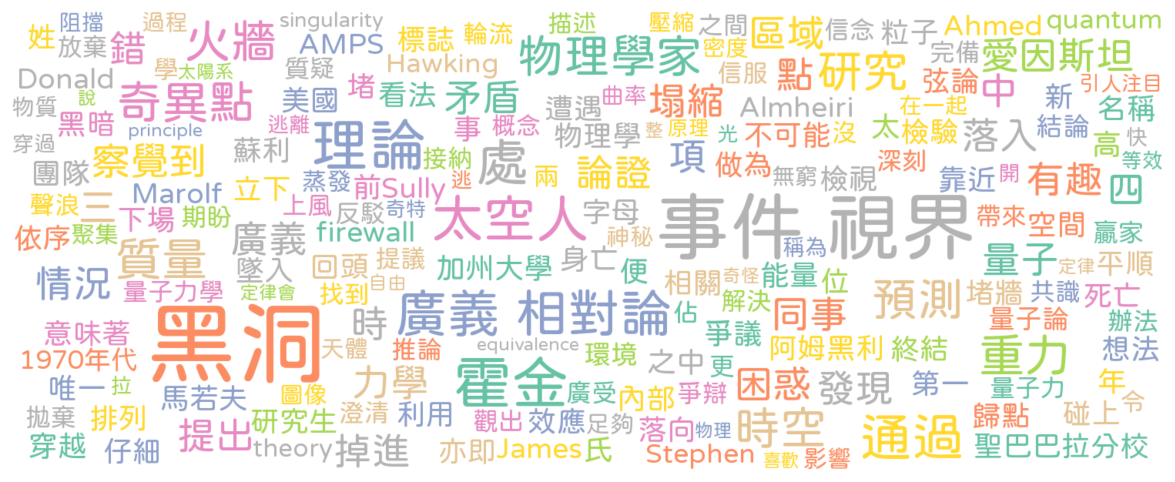 姓 阻擋 過程 singularity 描述 壓縮 之間 信念 粒子 Ahmed quantum
放棄 錯 火牆 AMPS 標誌 輪流 物理學家 密度 區域 完備 愛因斯坦
Donald 學 太陽系 質疑 Hawking 信服 點 研究 弦論 中 引人注目
物質 說 奇異點 美國 堵 看法 矛盾 遭遇 曲率 塌縮 Almheiri 在一起 新 名稱
黑暗 principle 逃離 理論 事 概念 物理學 整 原理 光 不可能 沒 太 檢驗 落入 結論 高 快
穿過 察覺到 蘇利 接納 處 項 做為 深刻 等效
團隊 Marolf 立下 蒸發 前 Sully 逃 兩 論證 無窮 檢視 靠近 開 有趣 四
聲浪 三 下場 期盼 上風 反駁 奇特 太空人 字母 事件 視界 帶來 空間 贏家
依序 聚集 質量 廣義 firewall 神秘 稱為
情況 量子力學 墜入 回頭 提議 加州大學 身亡 便 相關 奇怪 能量 位 量子 定律 平順
定律會 找到 自由 廣義 相對論 佔 解決 預測 堵牆 共識 死亡
意味著 黑洞 時 爭議 同事 量子論 辦法
1970年代 天體 推論 equivalence 環境 之中 更 阿姆黑利 終結 重力 想法
唯一 拉 馬若夫 圖像 力學 霍金 廣受 內部 爭辯 困惑 發現 第一 量子力 年 令
拋棄 排列 研究生 澄清 利用 觀出 效應 足夠 落向 物理 時空 通過 歸點 碰上
穿越 仔細 提出 theory 掉進 亦即 James 氏 Stephen 喜歡 影響 聖巴巴拉分校